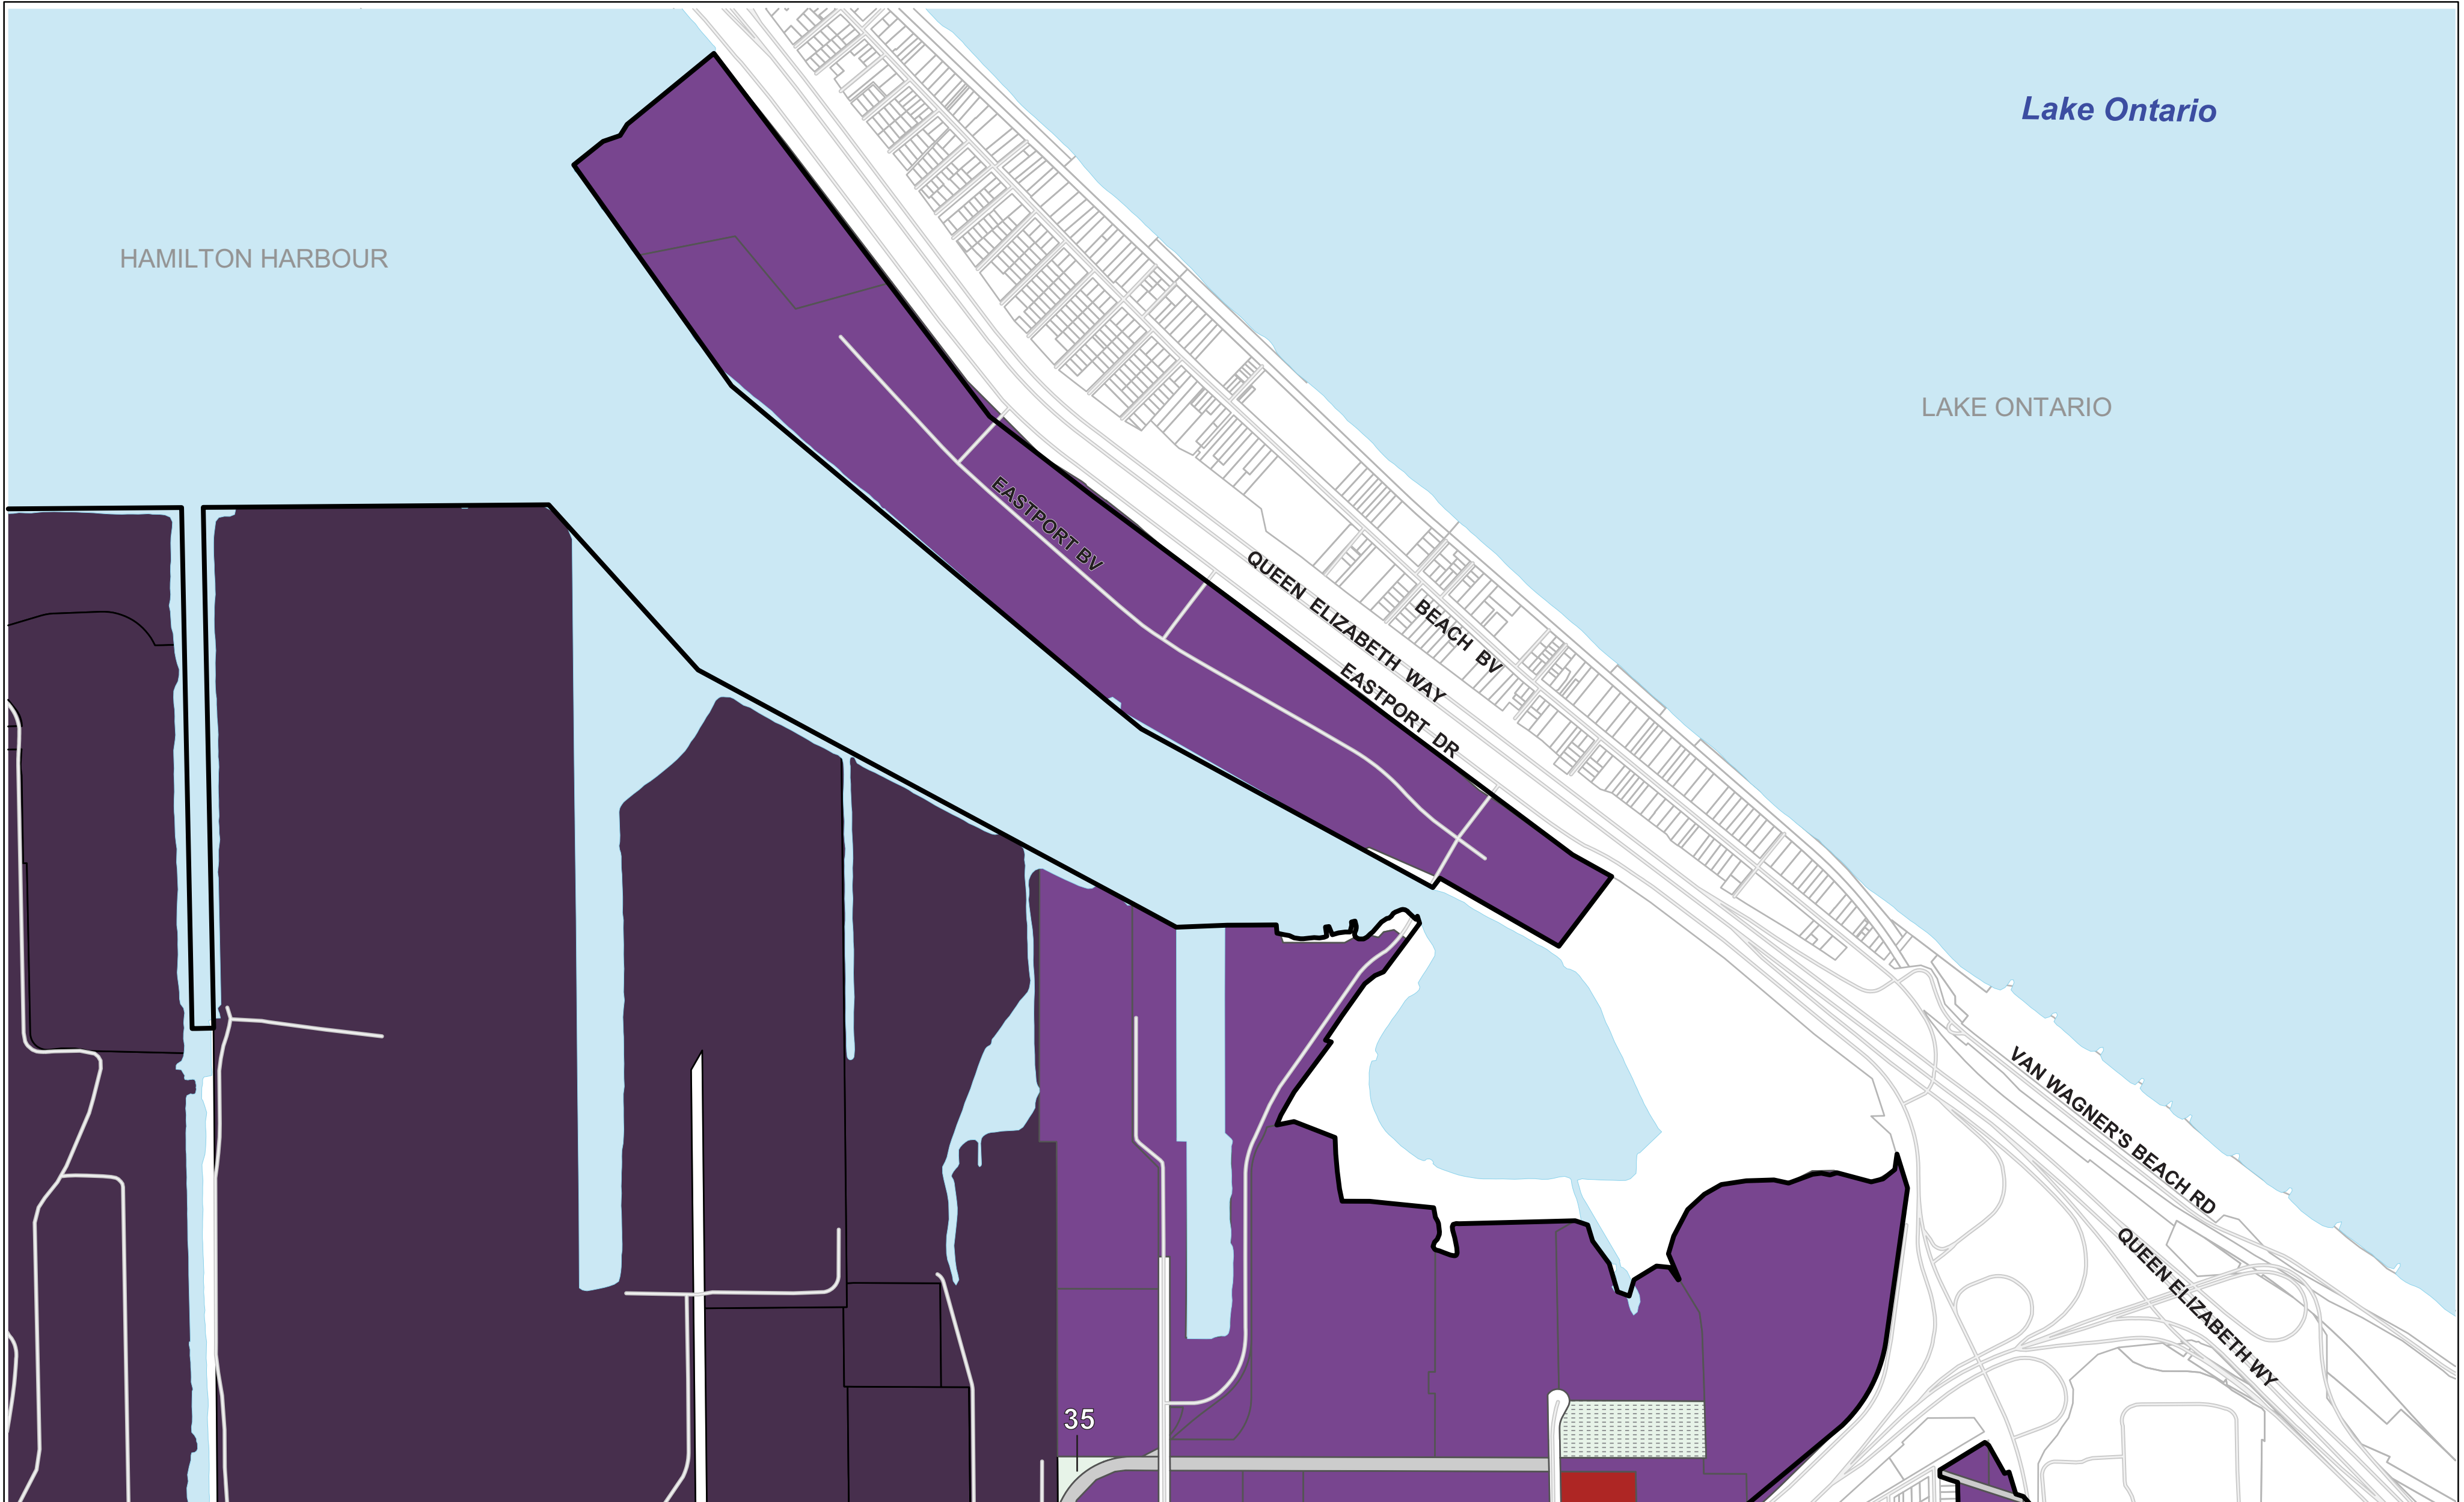 Lake Ontario
HAMILTON HARBOUR
LAKE ONTARIO
EASTPORT BV
QUEEN ELIZABETH WAY
BEACH BV
EASTPORT DR
VAN WAGNER'S BEACH RD
QUEEN ELIZABETH WY
35